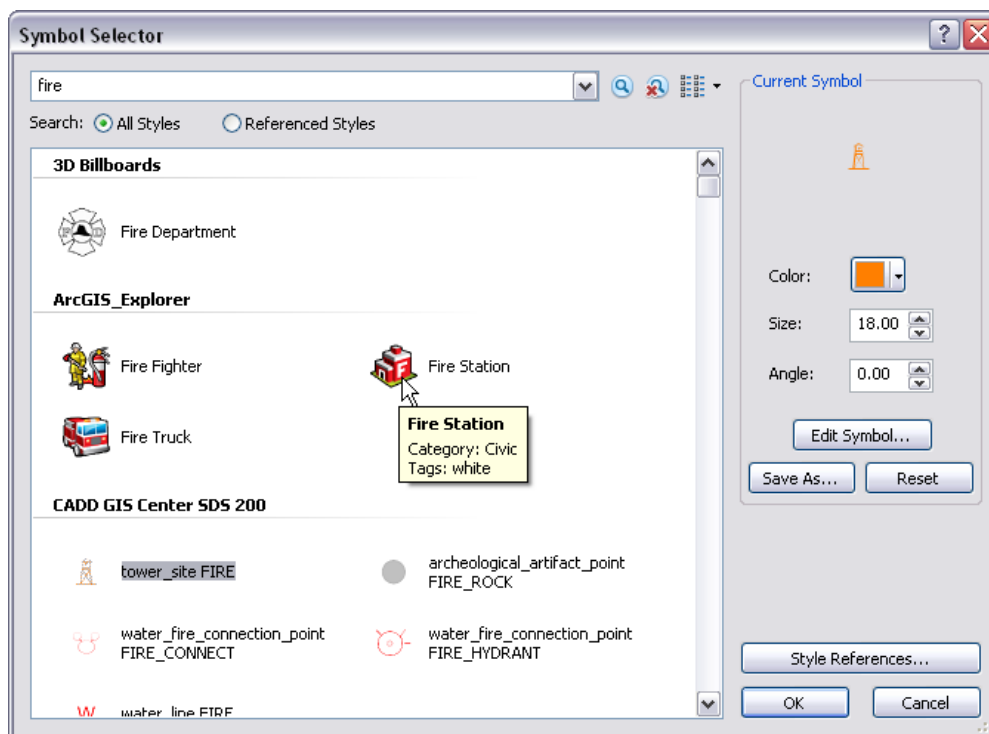 Symbol Selector
fire
Search: All Styles Referenced Styles
3D Billboards
Fire Department
ArcGIS_Explorer
Fire Fighter
Fire Station
Fire Truck
Fire Station
Category: Civic
Tags: white
CADD GIS Center SDS 200
tower_site FIRE
archeological_artifact_point
FIRE_ROCK
water_fire_connection_point
FIRE_CONNECT
water_fire_connection_point
FIRE_HYDRANT
W
water_line FIRE
Current Symbol
Color:
Size: 18.00
Angle: 0.00
Edit Symbol...
Save As...
Reset
Style References...
OK
Cancel